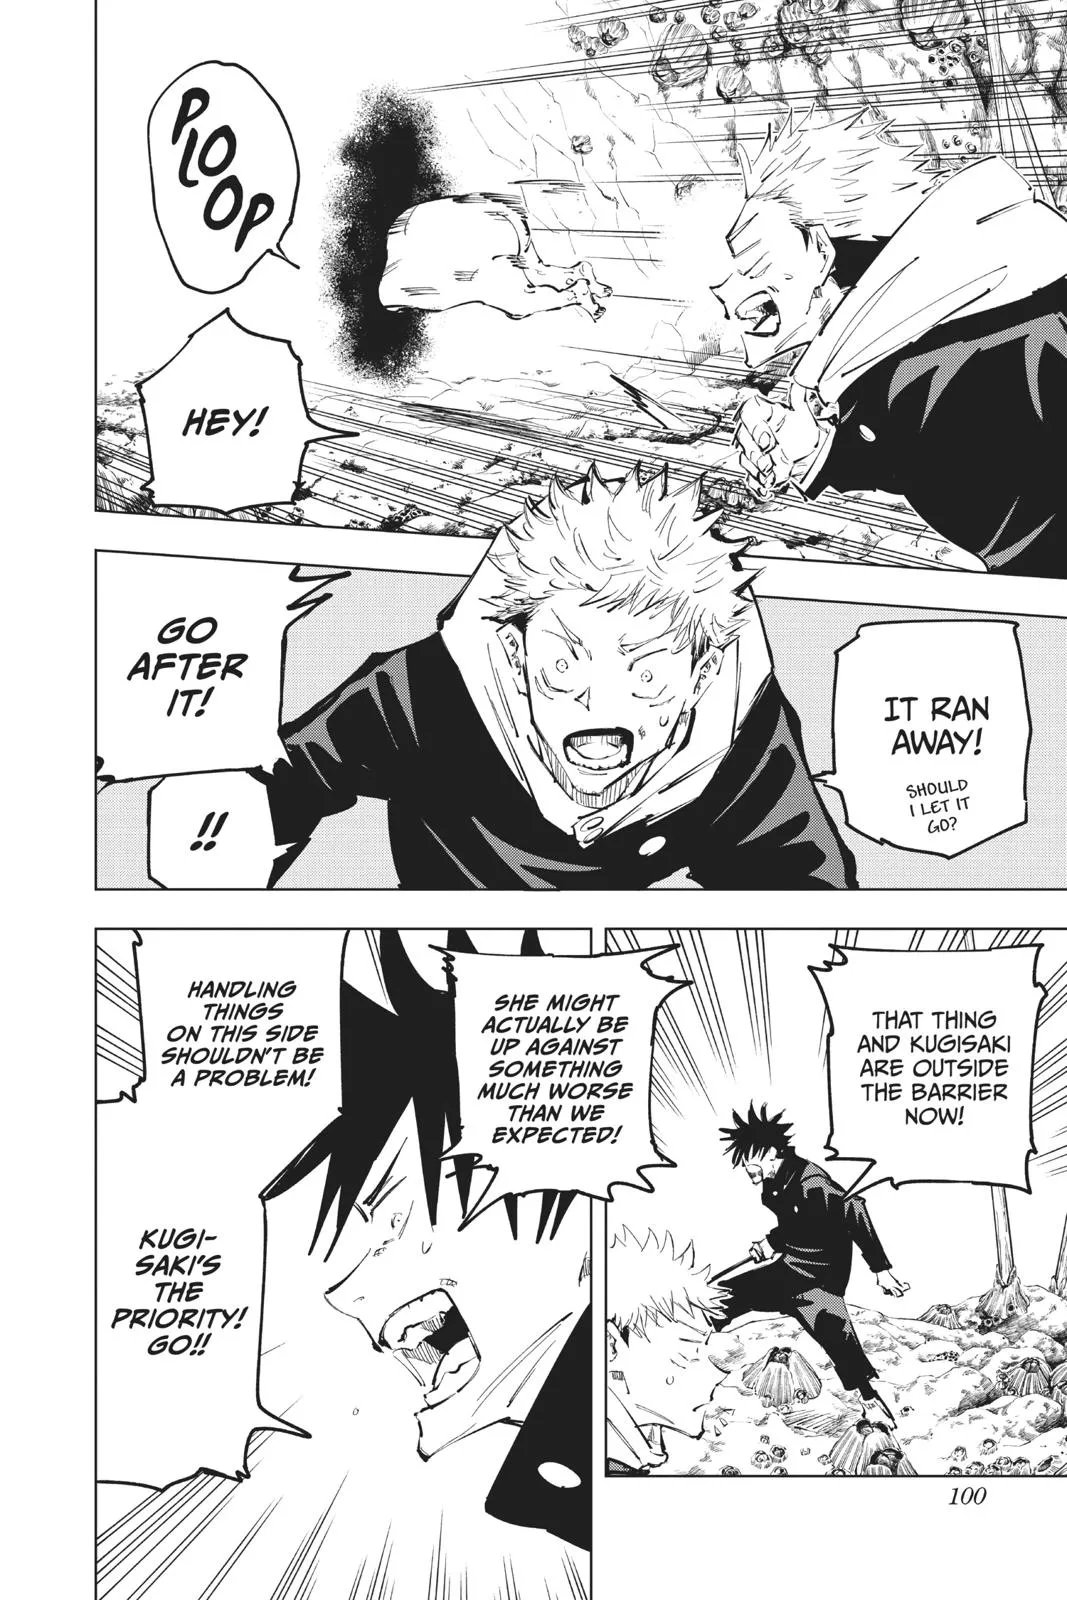 PLOOP
HEY!
IT RAN
AWAY!
SHOULD
I LET IT
GO?
GO
AFTER
IT!
!!
THAT THING
AND KUGISAKI
ARE OUTSIDE
THE BARRIER
NOW!
SHE MIGHT
ACTUALLY BE
UP AGAINST
SOMETHING
MUCH WORSE
THAN WE
EXPECTED!
HANDLING
THINGS
ON THIS SIDE
SHOULDN'T BE
A PROBLEM!
KUGI-
SAKI'S
THE
PRIORITY!
GO!!
100